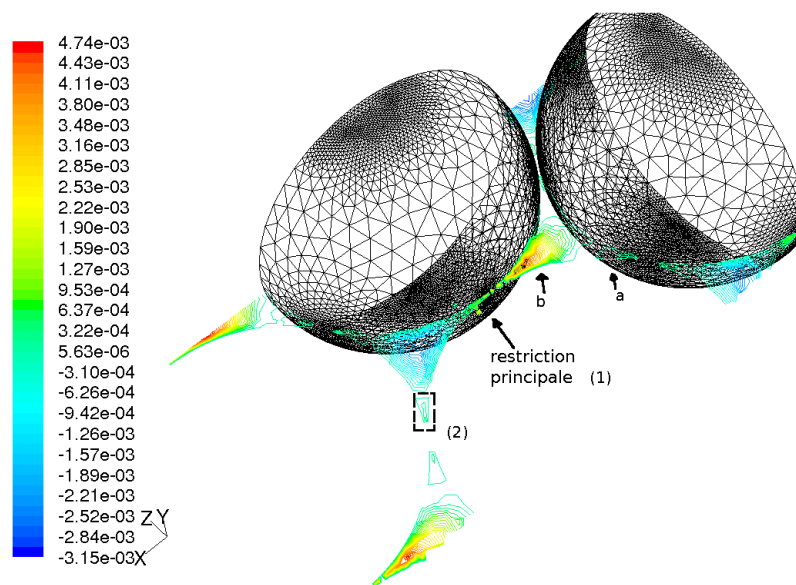 4.74e-03
4.43e-03
4.11e-03
3.80e-03
3.48e-03
3.16e-03
2.85e-03
2.53e-03
2.22e-03
1.90e-03
1.59e-03
1.27e-03
9.53e-04
6.37e-04
3.22e-04
5.63e-06
-3.10e-04
-6.26e-04
-9.42e-04
-1.26e-03
-1.57e-03
-1.89e-03
-2.21e-03
-2.52e-03
-2.84e-03
-3.15e-03
Z Y
X
b
a
restriction
principale (1)
(2)